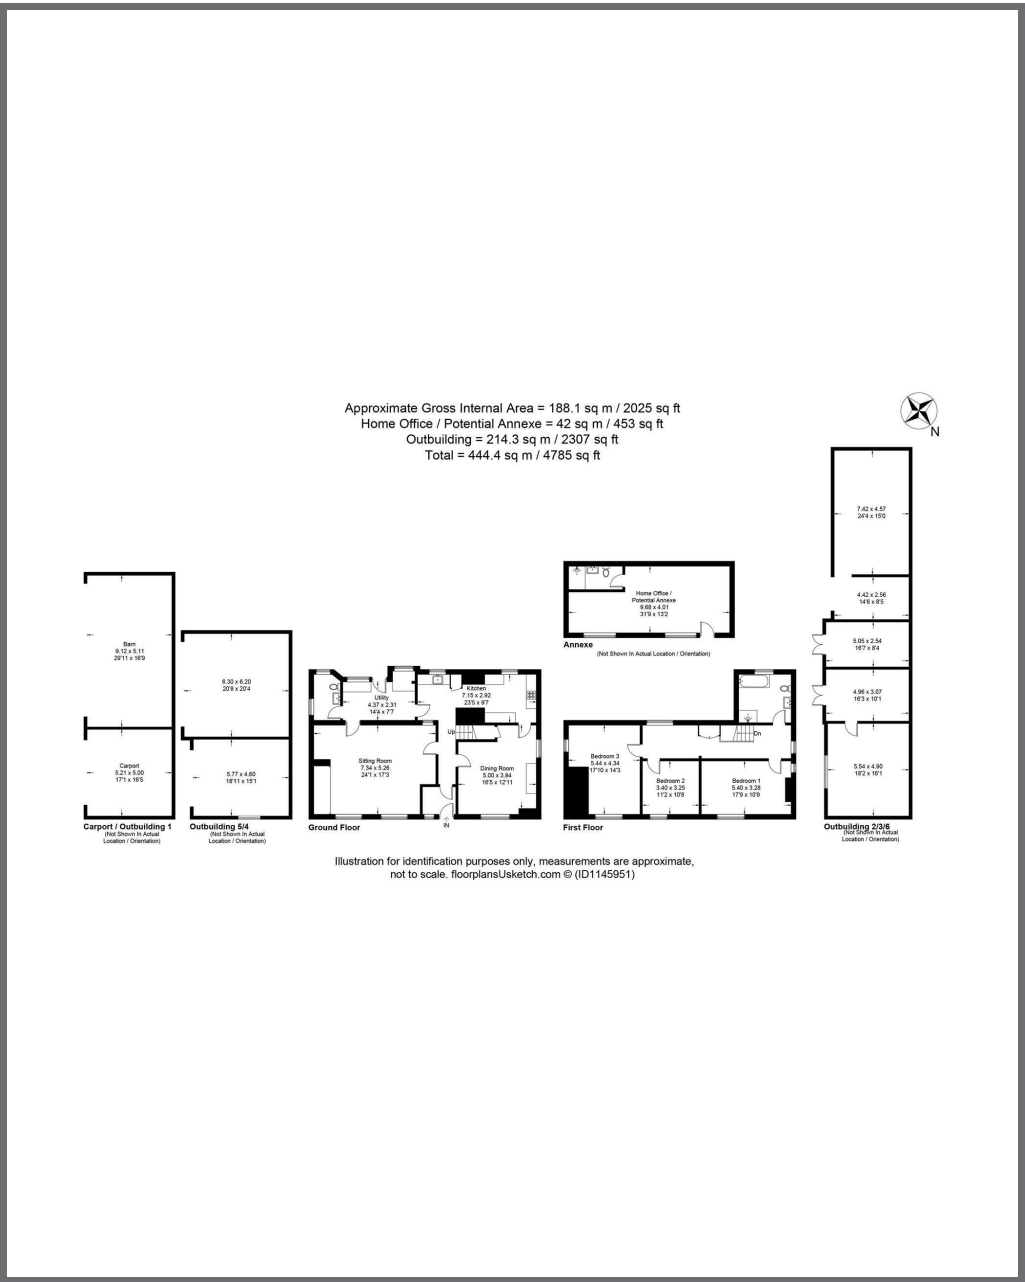 Approximate Gross Internal Area = 188.1 sq m / 2025 sq ft
Home Office / Potential Annexe = 42 sq m / 453 sq ft
Outbuilding = 214.3 sq m / 2307 sq ft
Total = 444.4 sq m / 4785 sq ft
N
Barn
9.12 x 5.11
29'11 x 16'9
Carport
5.21 x 5.00
17'1 x 16'5
Carport / Outbuilding 1
(Not Shown In Actual
Location / Orientation)
6.30 x 6.20
20'8 x 20'4
5.77 x 4.60
18'11 x 15'1
Outbuilding 5/4
(Not Shown In Actual
Location / Orientation)
Utility
4.37 x 2.31
14'4 x 7'7
Kitchen
7.15 x 2.92
23'5 x 9'7
Up
Sitting Room
7.34 x 5.26
24'1 x 17'3
Dining Room
5.00 x 3.94
16'5 x 12'11
IN
Ground Floor
Home Office /
Potential Annexe
9.68 x 4.01
31'9 x 13'2
Annexe
(Not Shown In Actual Location / Orientation)
Dn
Bedroom 3
5.44 x 4.34
17'10 x 14'3
Bedroom 2
3.40 x 3.25
11'2 x 10'8
Bedroom 1
5.40 x 3.28
17'9 x 10'9
First Floor
7.42 x 4.57
24'4 x 15'0
4.42 x 2.56
14'6 x 8'5
5.05 x 2.54
16'7 x 8'4
4.96 x 3.07
16'3 x 10'1
5.54 x 4.90
18'2 x 16'1
Outbuilding 2/3/6
(Not Shown In Actual
Location / Orientation)
Illustration for identification purposes only, measurements are approximate,
not to scale. floorplansUsketch.com © (ID1145951)